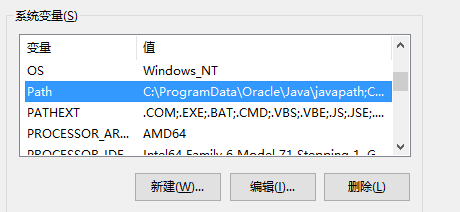 系统变量(S)
变量 值
OS Windows_NT
Path C:\ProgramData\Oracle\Java\javapath;C...
PATHEXT .COM;.EXE;.BAT;.CMD;.VBS;.VBE;.JS;.JSE;....
PROCESSOR_AR... AMD64
PROCESSOR_IDE Intel64 Family 6 Model 71 Stepping 1, G
新建(W)... 编辑(I)... 删除(L)